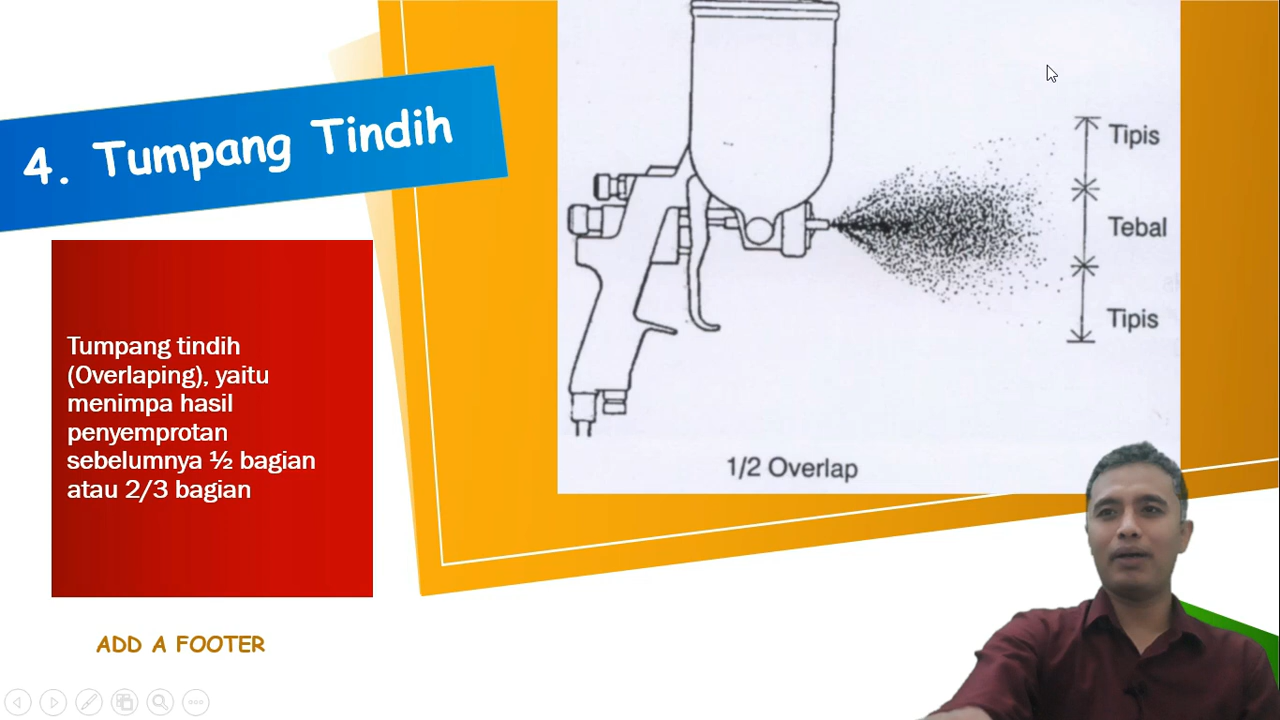 4. Tumpang Tindih
Tumpang tindih
(Overlaping), yaitu
menimpa hasil
penyemprotan
sebelumnya ½ bagian
atau 2/3 bagian
Tipis
Tebal
Tipis
1/2 Overlap
ADD A FOOTER